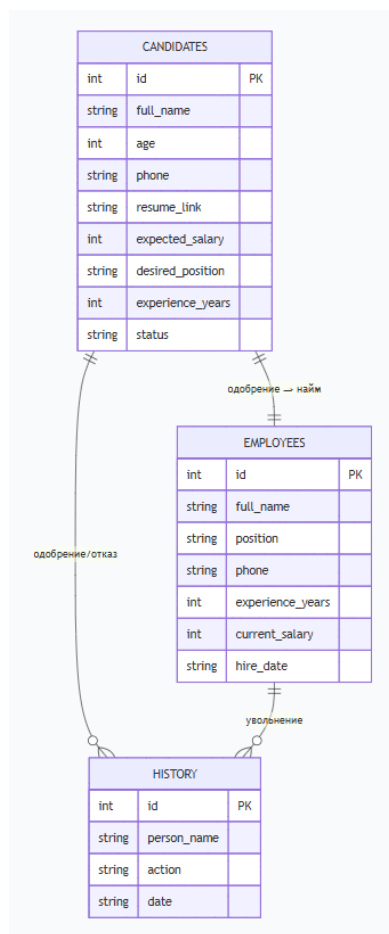 CANDIDATES
int id PK
string full_name
int age
string phone
string resume_link
int expected_salary
string desired_position
int experience_years
string status
одобрение → найм
EMPLOYEES
int id PK
string full_name
string position
string phone
int experience_years
int current_salary
string hire_date
одобрение/отказ
увольнение
HISTORY
int id PK
string person_name
string action
string date